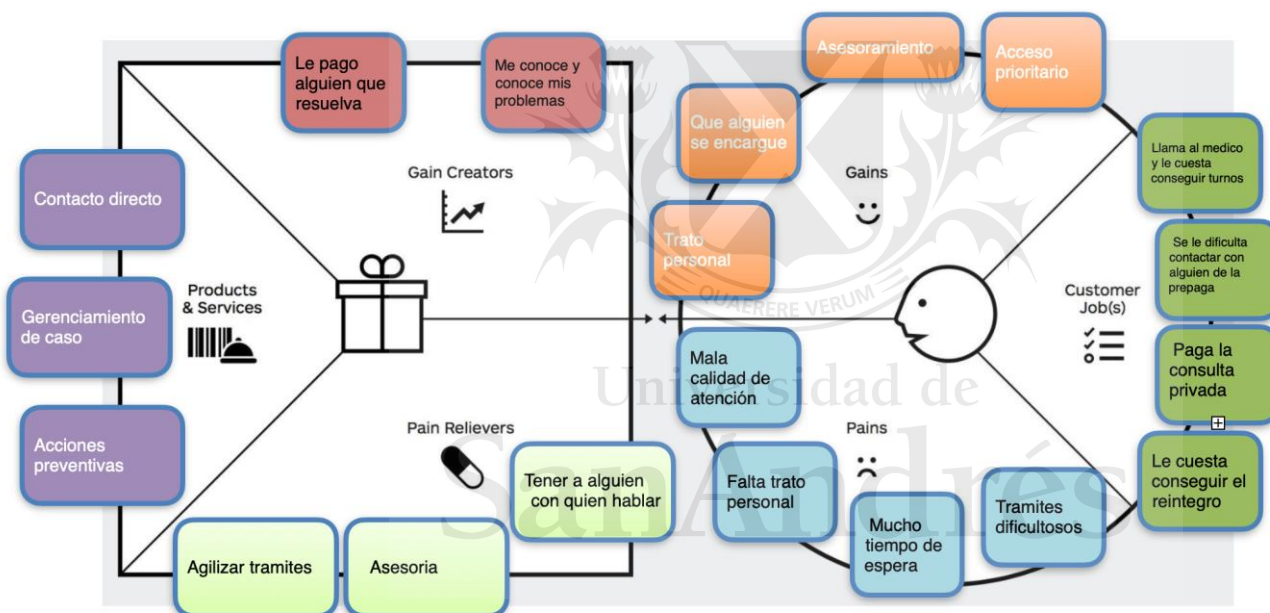 Le pago
alguien que
resuelva
Me conoce y
conoce mis
problemas
Gain Creators
Contacto directo
Gerenciamiento
de caso
Acciones
preventivas
Products
& Services
Pain Relievers
Tener a alguien
con quien hablar
Agilizar tramites
Asesoria
Asesoramiento
Acceso
prioritario
Que alguien
se encargue
Trato
personal
Gains
Llama al medico
y le cuesta
conseguir turnos
Se le dificulta
contactar con
alguien de la
prepaga
Customer
Job(s)
Paga la
consulta
privada
Le cuesta
conseguir el
reintegro
Mala
calidad de
atención
Pains
Falta trato
personal
Mucho
tiempo de
espera
Tramites
dificultosos
QUAERERE VERUM
Universidad de
SanAndrés